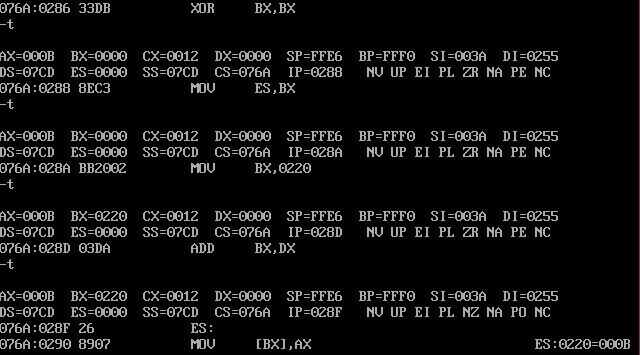 076A:0286 33DB XOR BX,BX
-t
AX=000B BX=0000 CX=0012 DX=0000 SP=FFE6 BP=FFF0 SI=003A DI=0255
DS=07CD ES=0000 SS=07CD CS=076A IP=0288 NV UP EI PL ZR NA PE NC
076A:0288 8EC3 MOV ES,BX
-t
AX=000B BX=0000 CX=0012 DX=0000 SP=FFE6 BP=FFF0 SI=003A DI=0255
DS=07CD ES=0000 SS=07CD CS=076A IP=028A NV UP EI PL ZR NA PE NC
076A:028A BB2002 MOV BX,0220
-t
AX=000B BX=0220 CX=0012 DX=0000 SP=FFE6 BP=FFF0 SI=003A DI=0255
DS=07CD ES=0000 SS=07CD CS=076A IP=028D NV UP EI PL ZR NA PE NC
076A:028D 03DA ADD BX,DX
-t
AX=000B BX=0220 CX=0012 DX=0000 SP=FFE6 BP=FFF0 SI=003A DI=0255
DS=07CD ES=0000 SS=07CD CS=076A IP=028F NV UP EI PL NZ NA PO NC
076A:028F 26 ES:
076A:0290 8907 MOV [BX],AX ES:0220=000B